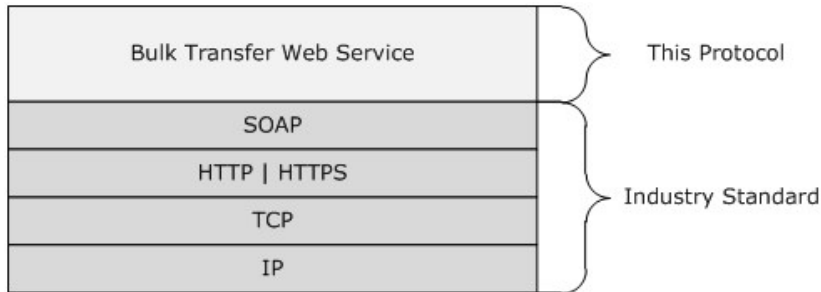 Bulk Transfer Web Service
This Protocol
SOAP
HTTP | HTTPS
TCP
IP
Industry Standard